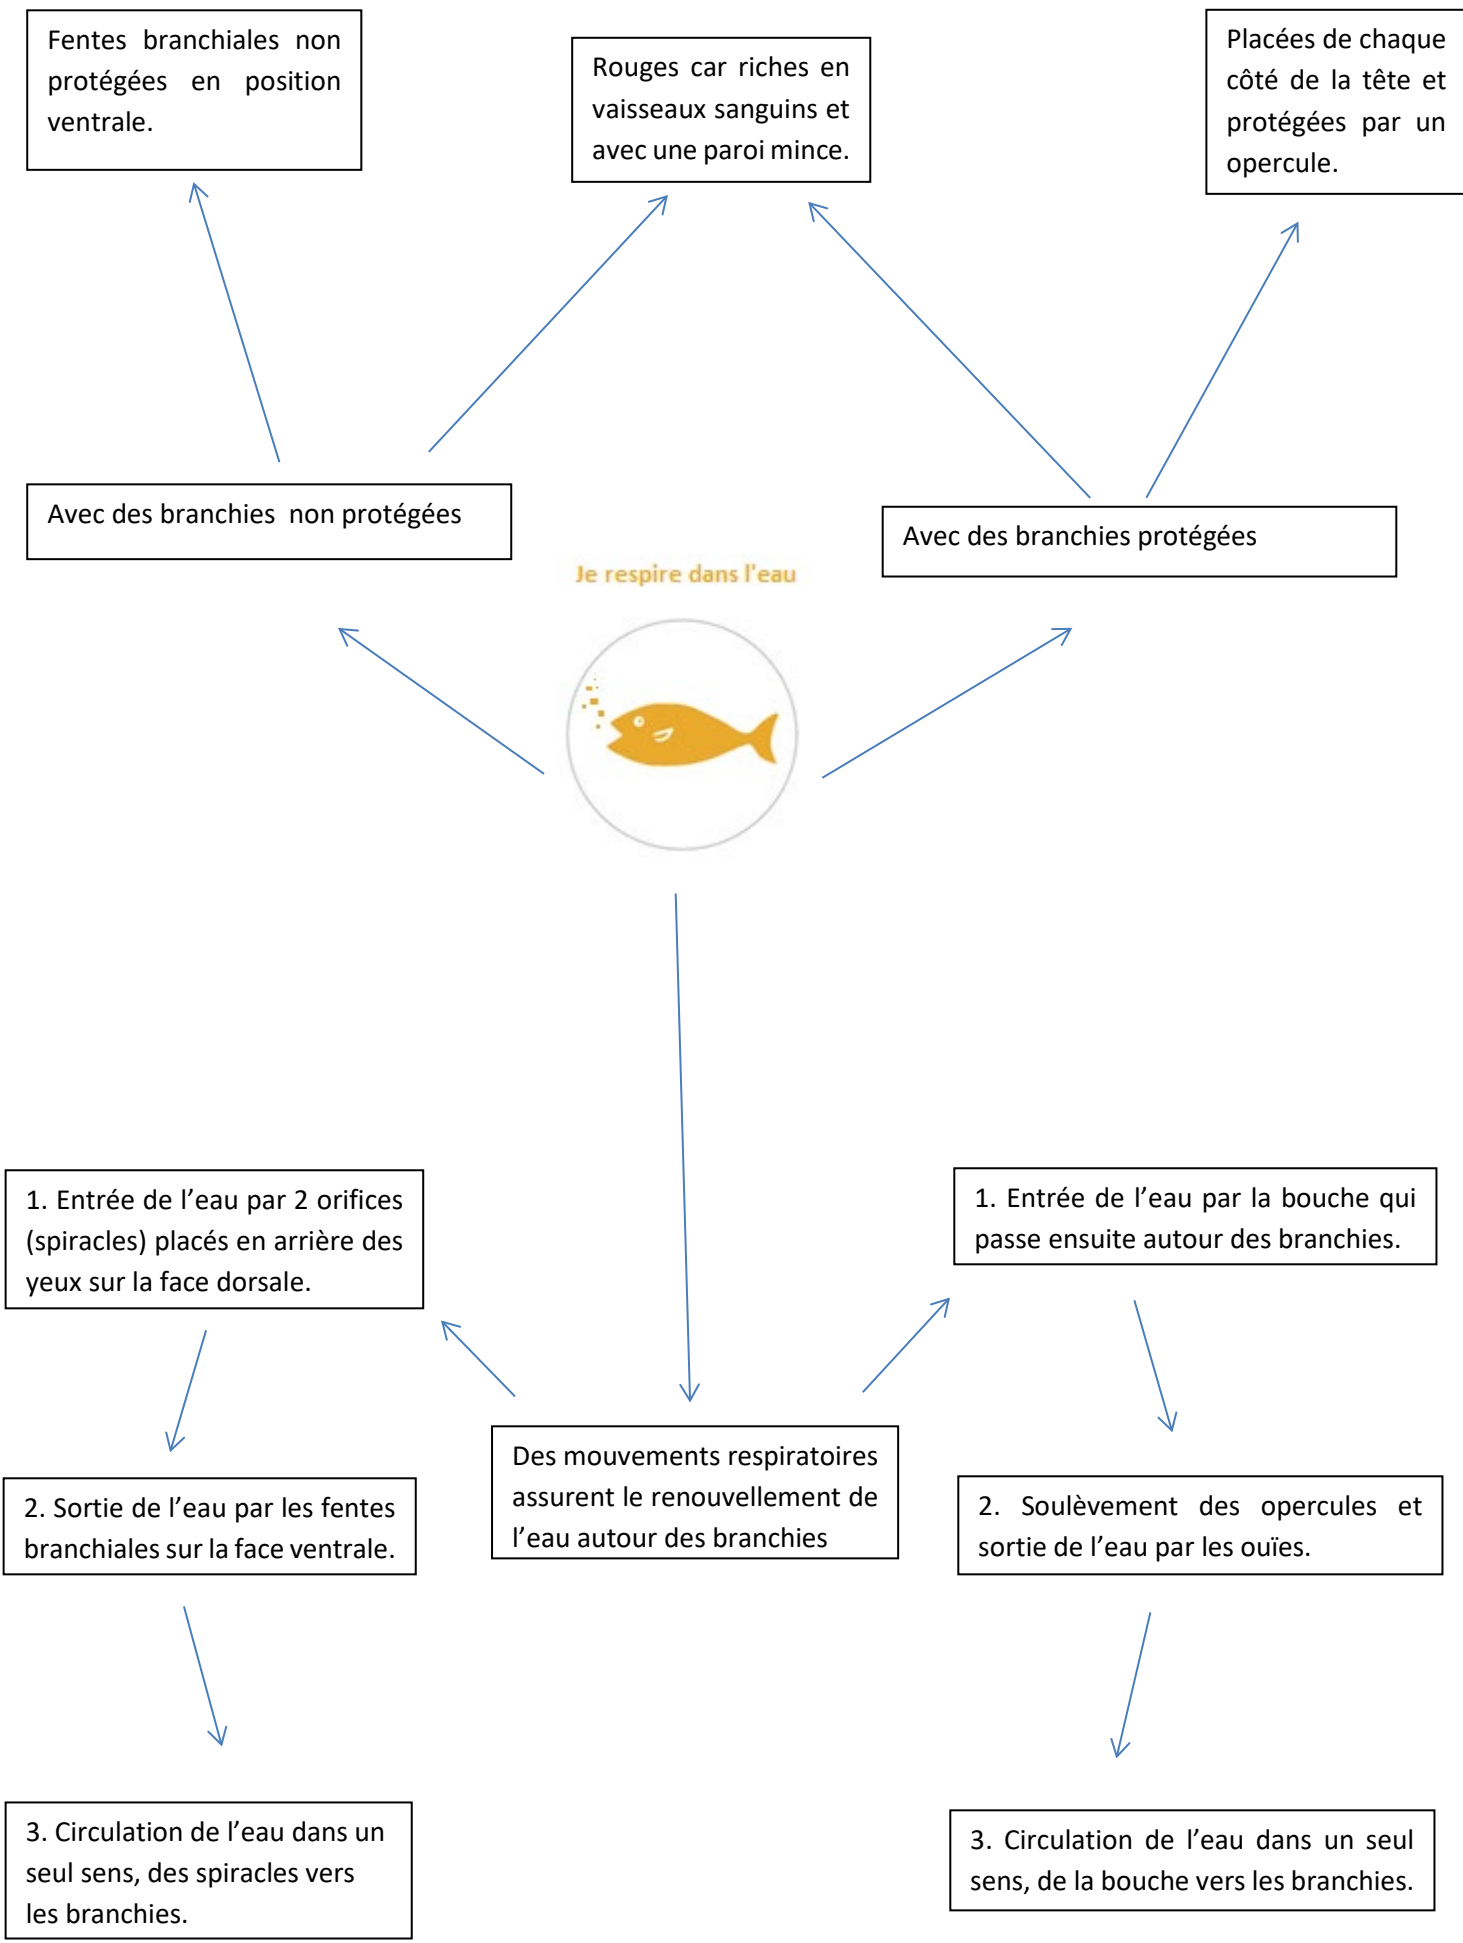 Fentes branchiales non
protégées en position
ventrale.
Rouges car riches en
vaisseaux sanguins et
avec une paroi mince.
Placées de chaque
côté de la tête et
protégées par un
opercule.
Avec des branchies non protégées
Avec des branchies protégées
Je respire dans l'eau
1. Entrée de l’eau par 2 orifices
(spiracles) placés en arrière des
yeux sur la face dorsale.
1. Entrée de l’eau par la bouche qui
passe ensuite autour des branchies.
Des mouvements respiratoires
assurent le renouvellement de
l’eau autour des branchies
2. Sortie de l’eau par les fentes
branchiales sur la face ventrale.
2. Soulèvement des opercules et
sortie de l’eau par les ouïes.
3. Circulation de l’eau dans un
seul sens, des spiracles vers
les branchies.
3. Circulation de l’eau dans un seul
sens, de la bouche vers les branchies.